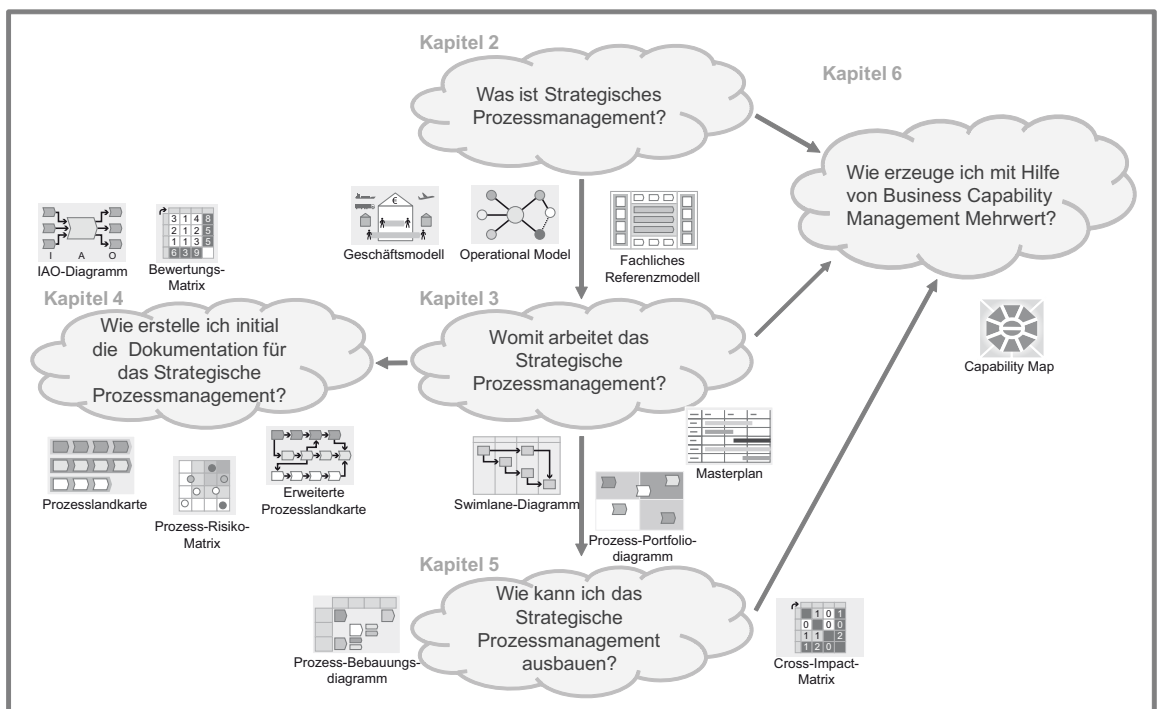 Kapitel 2
Was ist Strategisches
Prozessmanagement?
Kapitel 6
Wie erzeuge ich mit Hilfe
von Business Capability
Management Mehrwert?
€
Geschäftsmodell
Operational Model
Fachliches
Referenzmodell
I A O
IAO-Diagramm
3 1 4 8
1 2 2 5
1 1 3 5
6 3 9
Bewertungs-
Matrix
Kapitel 4
Wie erstelle ich initial
die Dokumentation für
das Strategische
Prozessmanagement?
Kapitel 3
Womit arbeitet das
Strategische
Prozessmanagement?
Capability Map
Prozesslandkarte
Prozess-Risiko-
Matrix
Erweiterte
Prozesslandkarte
Swimlane-Diagramm
Masterplan
Prozess-Portfolio-
diagramm
Kapitel 5
Wie kann ich das
Strategische
Prozessmanagement
ausbauen?
Prozess-Bebauungs-
diagramm
1 0 1
0 0 0
1 1 2
1 2 0
Cross-Impact-
Matrix